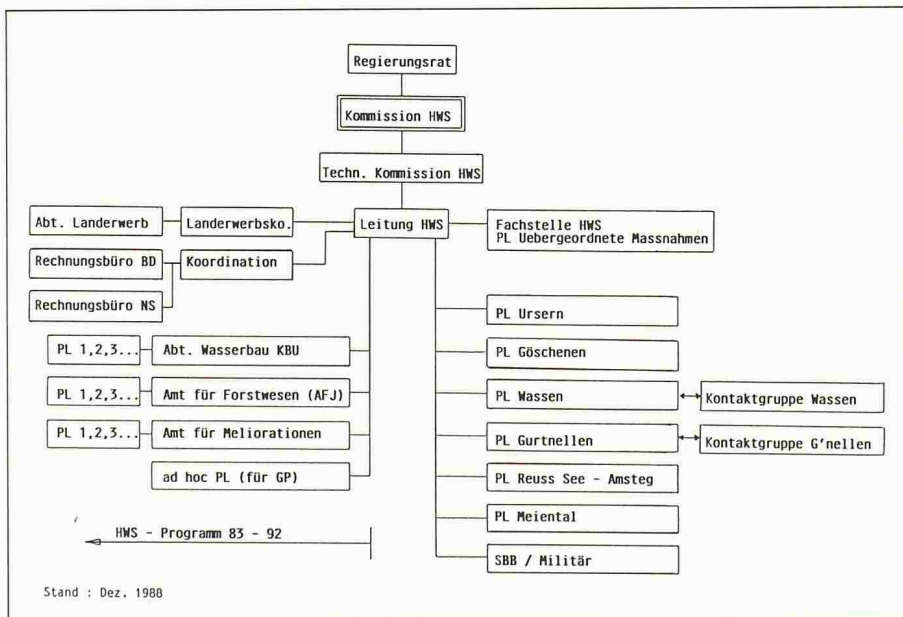 Regierungsrat
Kommission HWS
Techn. Kommission HWS
Abt. Landerwerb
Landerwerbsko.
Leitung HWS
Fachstelle HWS
PL Uebergeordnete Massnahmen
Rechnungsbüro BD
Koordination
Rechnungsbüro NS
PL Ursern
PL 1,2,3...
Abt. Wasserbau KBU
PL Göschenen
PL 1,2,3...
Amt für Forstwesen (AFJ)
PL Wassen
Kontaktgruppe Wassen
PL 1,2,3...
Amt für Meliorationen
PL Gurtnellen
Kontaktgruppe G'nellen
ad hoc PL (für GP)
PL Reuss See - Amsteg
PL Meiental
HWS - Programm 83 - 92
SBB / Militär
Stand : Dez. 1988